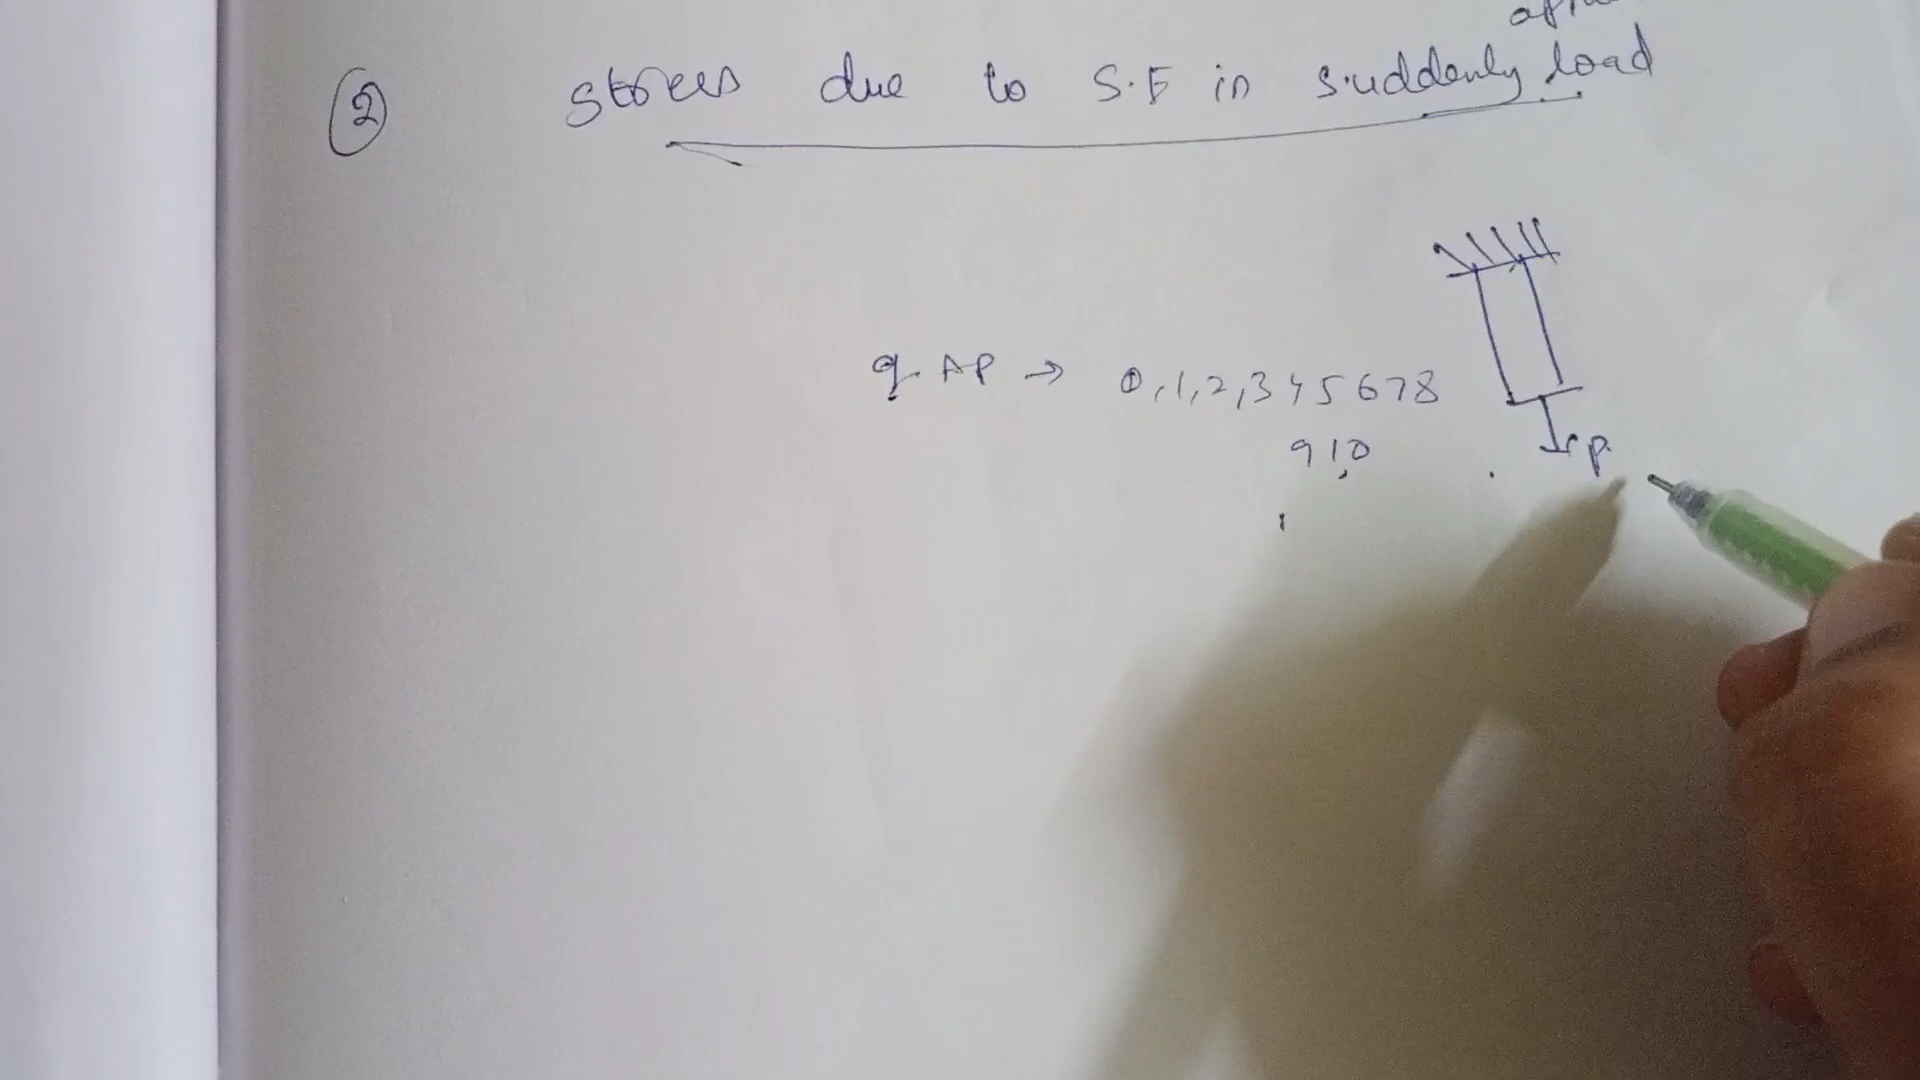 ② stress due to S.E in suddenly load
g. AP → 0,1,2,3 4 5 6 7 8
9 10
P